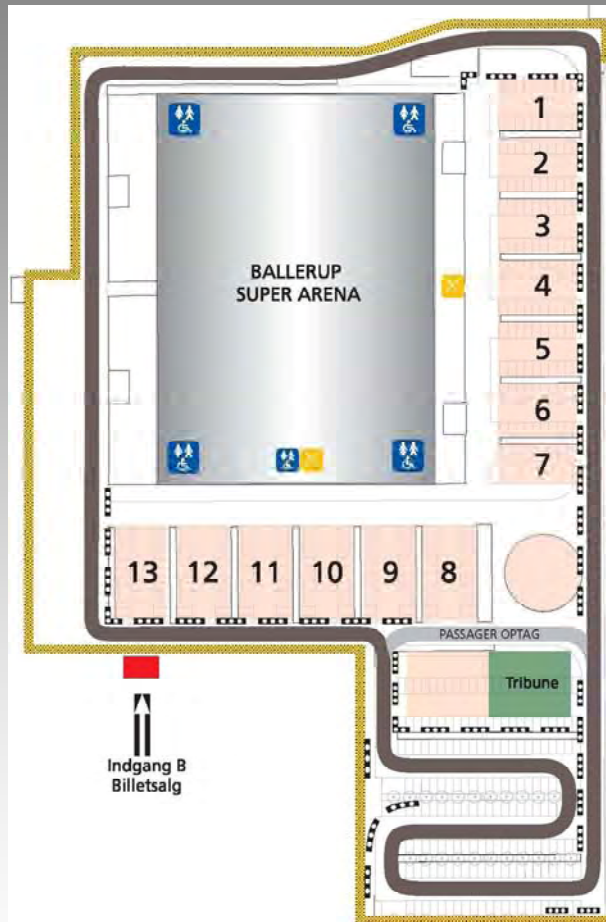 1
2
3
BALLERUP
SUPER ARENA
4
5
6
7
13 12 11 10 9 8
PASSAGER OPTAG
Tribune
Indgang B
Billetsalg